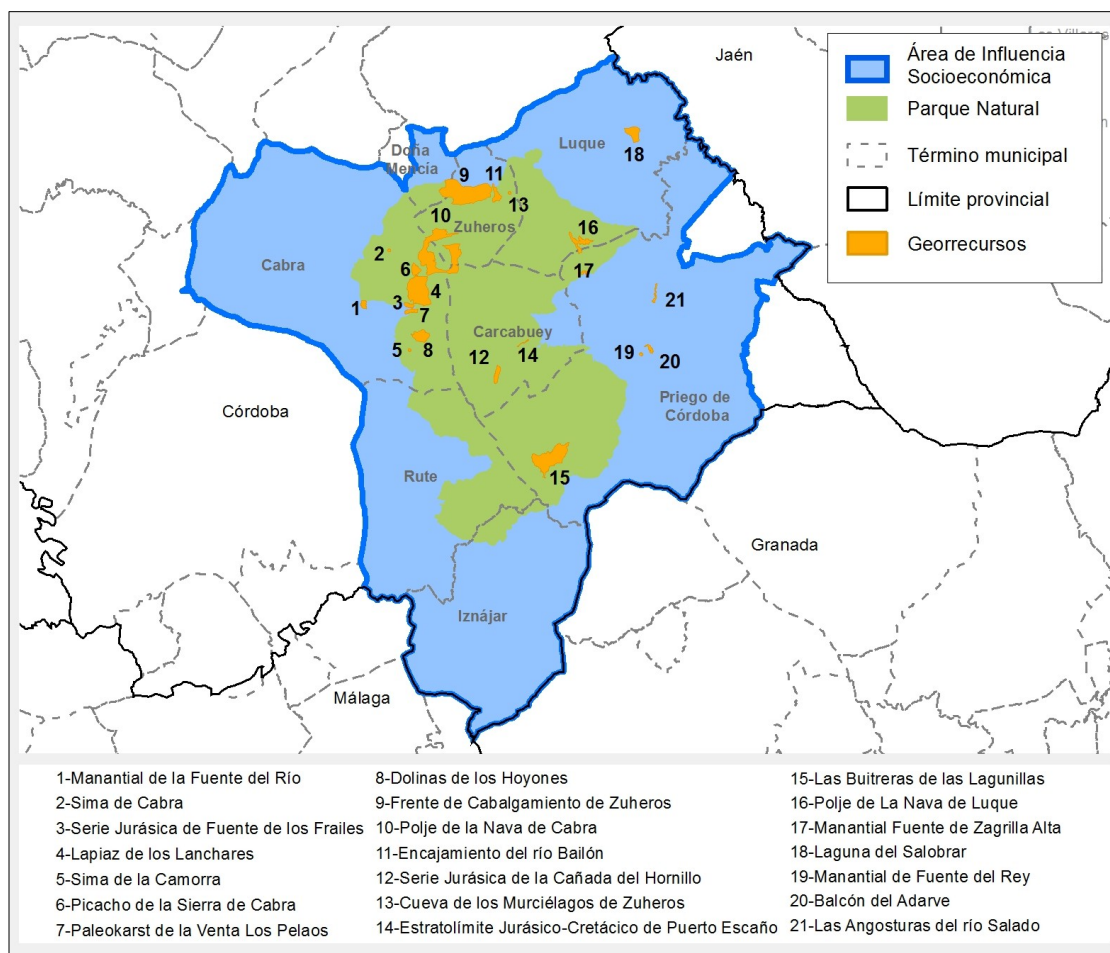 Jaén
Área de Influencia
Socioeconómica
Parque Natural
Término municipal
Límite provincial
Georrecursos
Doña
Mencía
Luque
18
9
11
13
10
Zuheros
16
2
Cabra
6
17
4
1
3
7
21
Carcabuey
5
8
12
14
19
20
Córdoba
Priego de
Córdoba
Rute
15
Granada
Iznájar
Málaga
1-Manantial de la Fuente del Río
2-Sima de Cabra
3-Serie Jurásica de Fuente de los Frailes
4-Lapiaz de los Lanchares
5-Sima de la Camorra
6-Picacho de la Sierra de Cabra
7-Paleokarst de la Venta Los Pelaos
8-Dolinas de los Hoyones
9-Frente de Cabalgamiento de Zuheros
10-Polje de la Nava de Cabra
11-Encajamiento del río Bailón
12-Serie Jurásica de la Cañada del Hornillo
13-Cueva de los Murciélagos de Zuheros
14-Estratolímite Jurásico-Cretácico de Puerto Escaño
15-Las Buitreras de las Lagunillas
16-Polje de La Nava de Luque
17-Manantial Fuente de Zagrilla Alta
18-Laguna del Salobrar
19-Manantial de Fuente del Rey
20-Balcón del Adarve
21-Las Angosturas del río Salado